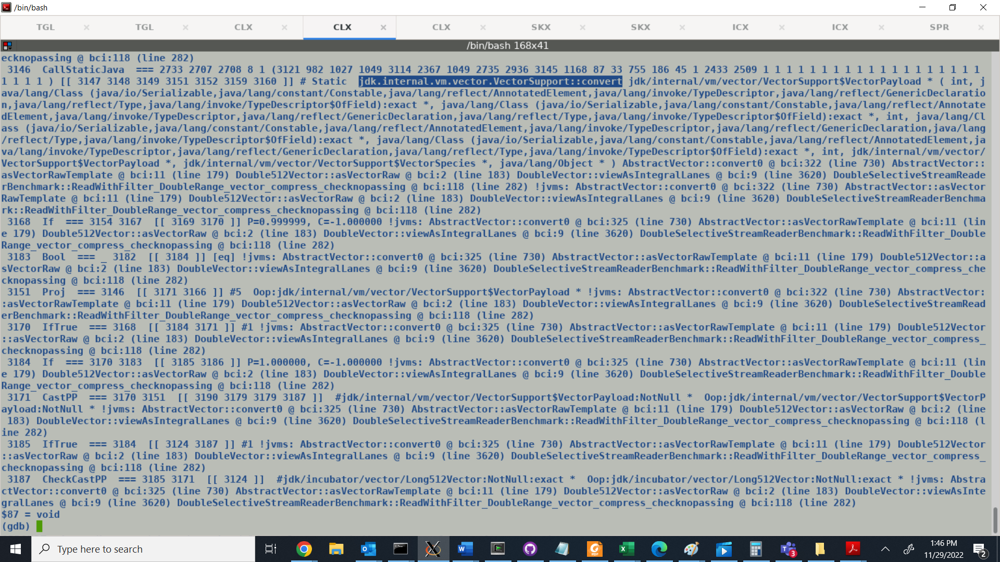 /bin/bash
TGL × TGL × CLX × CLX × CLX × SKX × SKX × ICX × ICX × SPR ×
/bin/bash 168x41
ecknopassing @ bci:118 (line 282)
 3146  CallStaticJava  === 2733 2707 2708 8 1 (3121 982 1027 1049 3114 2367 1049 2735 2936 3145 1168 87 33 755 186 45 1 2433 2509 1 1 1 1 1 1 1 1 1 1 1 1 1 1 1 1 1 1 1
1 1 1 1 ) [[ 3147 3148 3149 3151 3152 3159 3160 ]] # Static  jdk.internal.vm.vector.VectorSupport::convert jdk/internal/vm/vector/VectorSupport$VectorPayload * ( int, j
ava/lang/Class (java/io/Serializable,java/lang/constant/Constable,java/lang/reflect/AnnotatedElement,java/lang/invoke/TypeDescriptor,java/lang/reflect/GenericDeclaratio
n,java/lang/reflect/Type,java/lang/invoke/TypeDescriptor$OfField):exact *, java/lang/Class (java/io/Serializable,java/lang/constant/Constable,java/lang/reflect/Annotate
dElement,java/lang/invoke/TypeDescriptor,java/lang/reflect/GenericDeclaration,java/lang/reflect/Type,java/lang/invoke/TypeDescriptor$OfField):exact *, int, java/lang/Cl
ass (java/io/Serializable,java/lang/constant/Constable,java/lang/reflect/AnnotatedElement,java/lang/invoke/TypeDescriptor,java/lang/reflect/GenericDeclaration,java/lang
/reflect/Type,java/lang/invoke/TypeDescriptor$OfField):exact *, java/lang/Class (java/io/Serializable,java/lang/constant/Constable,java/lang/reflect/AnnotatedElement,ja
va/lang/invoke/TypeDescriptor,java/lang/reflect/GenericDeclaration,java/lang/reflect/Type,java/lang/invoke/TypeDescriptor$OfField):exact *, int, jdk/internal/vm/vector/
VectorSupport$VectorPayload *, jdk/internal/vm/vector/VectorSupport$VectorSpecies *, java/lang/Object * ) AbstractVector::convert0 @ bci:322 (line 730) AbstractVector::
asVectorRawTemplate @ bci:11 (line 179) Double512Vector::asVectorRaw @ bci:2 (line 183) DoubleVector::viewAsIntegralLanes @ bci:9 (line 3620) DoubleSelectiveStreamReade
rBenchmark::ReadWithFilter_DoubleRange_vector_compress_checknopassing @ bci:118 (line 282) !jvms: AbstractVector::convert0 @ bci:322 (line 730) AbstractVector::asVector
RawTemplate @ bci:11 (line 179) Double512Vector::asVectorRaw @ bci:2 (line 183) DoubleVector::viewAsIntegralLanes @ bci:9 (line 3620) DoubleSelectiveStreamReaderBenchma
rk::ReadWithFilter_DoubleRange_vector_compress_checknopassing @ bci:118 (line 282)
 3168  If  === 3154 3167  [[ 3169 3170 ]] P=0.999999, C=-1.000000 !jvms: AbstractVector::convert0 @ bci:325 (line 730) AbstractVector::asVectorRawTemplate @ bci:11 (lin
e 179) Double512Vector::asVectorRaw @ bci:2 (line 183) DoubleVector::viewAsIntegralLanes @ bci:9 (line 3620) DoubleSelectiveStreamReaderBenchmark::ReadWithFilter_Double
Range_vector_compress_checknopassing @ bci:118 (line 282)
 3183  Bool  === _ 3182  [[ 3184 ]] [eq] !jvms: AbstractVector::convert0 @ bci:325 (line 730) AbstractVector::asVectorRawTemplate @ bci:11 (line 179) Double512Vector::a
sVectorRaw @ bci:2 (line 183) DoubleVector::viewAsIntegralLanes @ bci:9 (line 3620) DoubleSelectiveStreamReaderBenchmark::ReadWithFilter_DoubleRange_vector_compress_che
cknopassing @ bci:118 (line 282)
 3151  Proj  === 3146  [[ 3171 3166 ]] #5  Oop:jdk/internal/vm/vector/VectorSupport$VectorPayload * !jvms: AbstractVector::convert0 @ bci:322 (line 730) AbstractVector:
:asVectorRawTemplate @ bci:11 (line 179) Double512Vector::asVectorRaw @ bci:2 (line 183) DoubleVector::viewAsIntegralLanes @ bci:9 (line 3620) DoubleSelectiveStreamRead
erBenchmark::ReadWithFilter_DoubleRange_vector_compress_checknopassing @ bci:118 (line 282)
 3170  IfTrue  === 3168  [[ 3184 3171 ]] #1 !jvms: AbstractVector::convert0 @ bci:325 (line 730) AbstractVector::asVectorRawTemplate @ bci:11 (line 179) Double512Vector
::asVectorRaw @ bci:2 (line 183) DoubleVector::viewAsIntegralLanes @ bci:9 (line 3620) DoubleSelectiveStreamReaderBenchmark::ReadWithFilter_DoubleRange_vector_compress_
checknopassing @ bci:118 (line 282)
 3184  If  === 3170 3183  [[ 3185 3186 ]] P=1.000000, C=-1.000000 !jvms: AbstractVector::convert0 @ bci:325 (line 730) AbstractVector::asVectorRawTemplate @ bci:11 (lin
e 179) Double512Vector::asVectorRaw @ bci:2 (line 183) DoubleVector::viewAsIntegralLanes @ bci:9 (line 3620) DoubleSelectiveStreamReaderBenchmark::ReadWithFilter_Double
Range_vector_compress_checknopassing @ bci:118 (line 282)
 3171  CastPP  === 3170 3151  [[ 3190 3179 3179 3187 ]]  #jdk/internal/vm/vector/VectorSupport$VectorPayload:NotNull *  Oop:jdk/internal/vm/vector/VectorSupport$VectorP
ayload:NotNull * !jvms: AbstractVector::convert0 @ bci:325 (line 730) AbstractVector::asVectorRawTemplate @ bci:11 (line 179) Double512Vector::asVectorRaw @ bci:2 (line
 183) DoubleVector::viewAsIntegralLanes @ bci:9 (line 3620) DoubleSelectiveStreamReaderBenchmark::ReadWithFilter_DoubleRange_vector_compress_checknopassing @ bci:118 (l
ine 282)
 3185  IfTrue  === 3184  [[ 3124 3187 ]] #1 !jvms: AbstractVector::convert0 @ bci:325 (line 730) AbstractVector::asVectorRawTemplate @ bci:11 (line 179) Double512Vector
::asVectorRaw @ bci:2 (line 183) DoubleVector::viewAsIntegralLanes @ bci:9 (line 3620) DoubleSelectiveStreamReaderBenchmark::ReadWithFilter_DoubleRange_vector_compress_
checknopassing @ bci:118 (line 282)
 3187  CheckCastPP  === 3185 3171  [[ 3124 ]]  #jdk/incubator/vector/Long512Vector:NotNull:exact *  Oop:jdk/incubator/vector/Long512Vector:NotNull:exact * !jvms: Abstra
ctVector::convert0 @ bci:325 (line 730) AbstractVector::asVectorRawTemplate @ bci:11 (line 179) Double512Vector::asVectorRaw @ bci:2 (line 183) DoubleVector::viewAsInte
gralLanes @ bci:9 (line 3620) DoubleSelectiveStreamReaderBenchmark::ReadWithFilter_DoubleRange_vector_compress_checknopassing @ bci:118 (line 282)
$87 = void
(gdb)
Type here to search
1:46 PM
11/29/2022
3
2